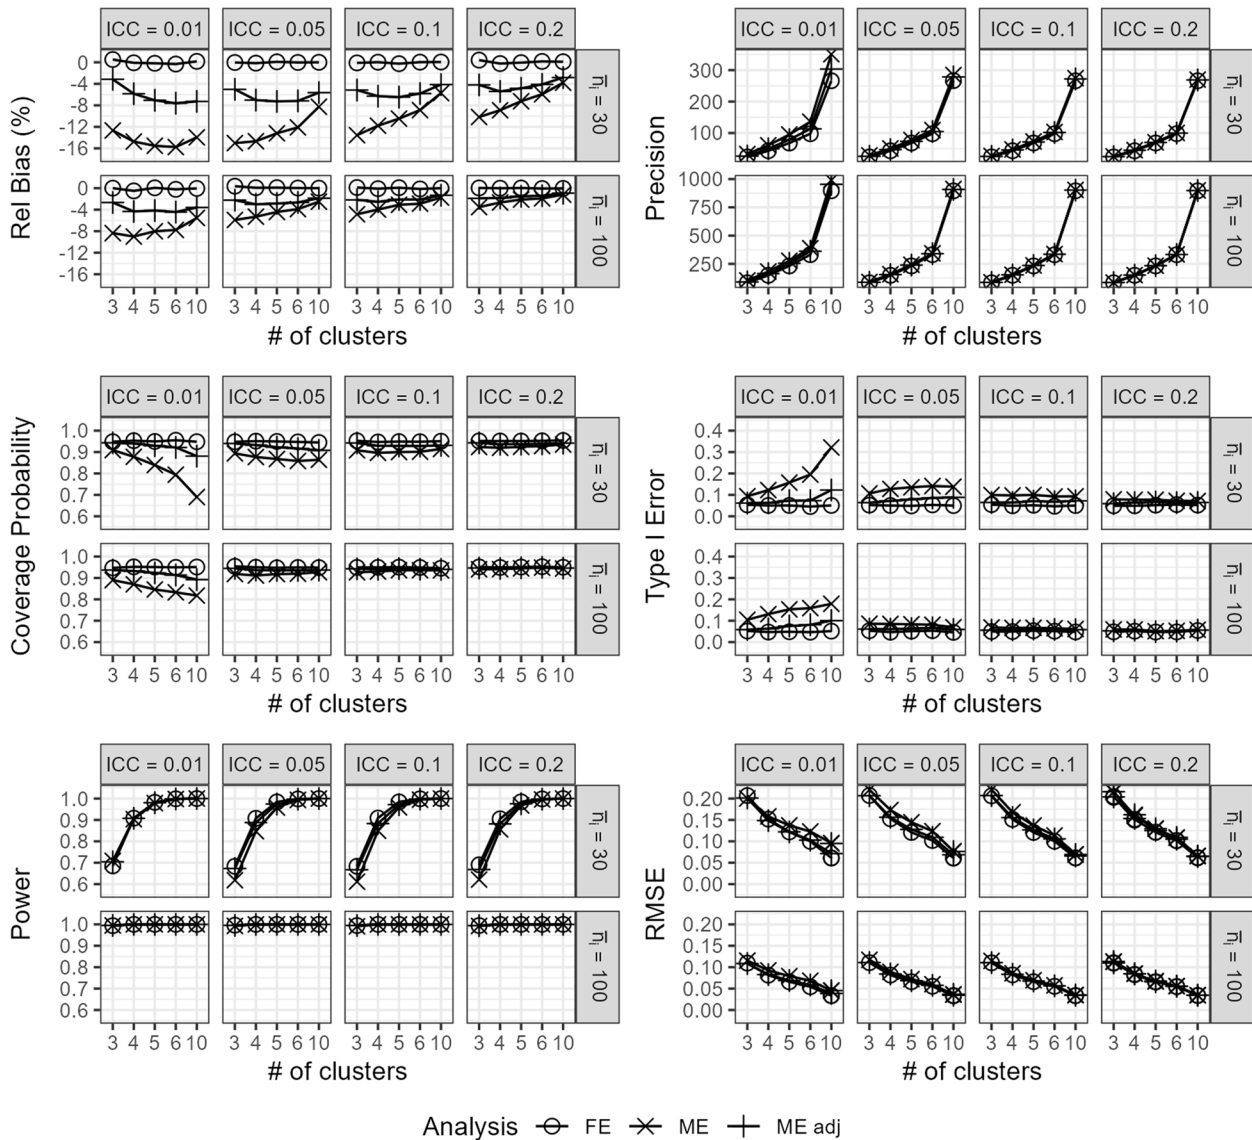 ICC = 0.01 ICC = 0.05 ICC = 0.1 ICC = 0.2
Rel Bias (%)
0
-4
-8
-12
-16
n̅i = 30
0
-4
-8
-12
-16
n̅i = 100
3 4 5 6 10 3 4 5 6 10 3 4 5 6 10 3 4 5 6 10
# of clusters
ICC = 0.01 ICC = 0.05 ICC = 0.1 ICC = 0.2
Precision
300
200
100
n̅i = 30
1000
750
500
250
n̅i = 100
3 4 5 6 10 3 4 5 6 10 3 4 5 6 10 3 4 5 6 10
# of clusters
ICC = 0.01 ICC = 0.05 ICC = 0.1 ICC = 0.2
Coverage Probability
1.0
0.9
0.8
0.7
0.6
n̅i = 30
1.0
0.9
0.8
0.7
0.6
n̅i = 100
3 4 5 6 10 3 4 5 6 10 3 4 5 6 10 3 4 5 6 10
# of clusters
ICC = 0.01 ICC = 0.05 ICC = 0.1 ICC = 0.2
Type I Error
0.4
0.3
0.2
0.1
0.0
n̅i = 30
0.4
0.3
0.2
0.1
0.0
n̅i = 100
3 4 5 6 10 3 4 5 6 10 3 4 5 6 10 3 4 5 6 10
# of clusters
ICC = 0.01 ICC = 0.05 ICC = 0.1 ICC = 0.2
Power
1.0
0.9
0.8
0.7
0.6
n̅i = 30
1.0
0.9
0.8
0.7
0.6
n̅i = 100
3 4 5 6 10 3 4 5 6 10 3 4 5 6 10 3 4 5 6 10
# of clusters
ICC = 0.01 ICC = 0.05 ICC = 0.1 ICC = 0.2
RMSE
0.20
0.15
0.10
0.05
0.00
n̅i = 30
0.20
0.15
0.10
0.05
0.00
n̅i = 100
3 4 5 6 10 3 4 5 6 10 3 4 5 6 10 3 4 5 6 10
# of clusters
Analysis FE ME ME adj